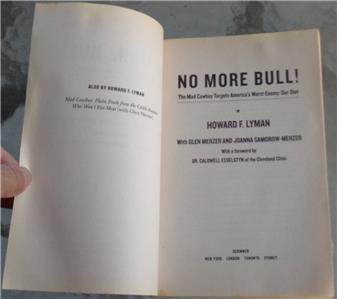 ALSO BY HOWARD F. LYMAN
Mad Cowboy: Plain Truth from the Cattle Rancher
Who Won't Eat Meat (with Glen Merzer)
NO MORE BULL!
The Mad Cowboy Targets America's Worst Enemy: Our Diet
HOWARD F. LYMAN
With GLEN MERZER AND JOANNA SAMOROW-MERZER
With a foreword by
DR. CALDWELL ESSELSTYN of the Cleveland Clinic
SCRIBNER
NEW YORK LONDON TORONTO SYDNEY